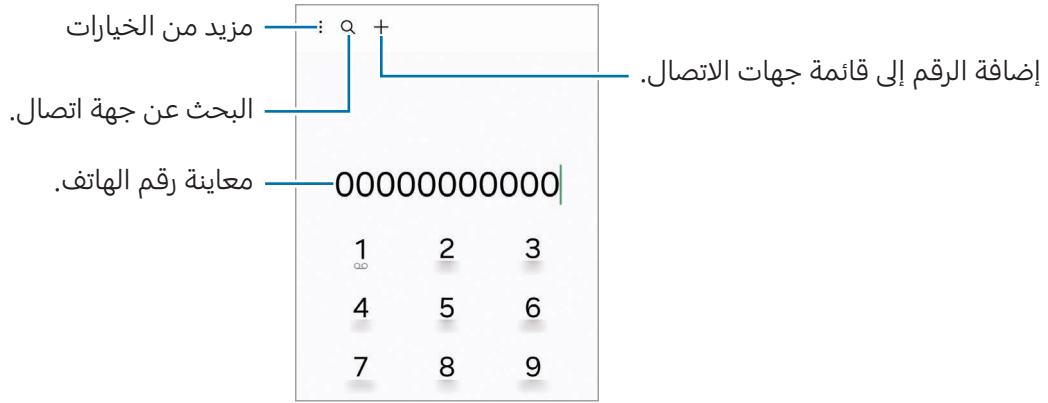 مزيد من الخيارات
إضافة الرقم إلى قائمة جهات الاتصال.
البحث عن جهة اتصال.
معاينة رقم الهاتف.
00000000000
1 2 3
4 5 6
7 8 9